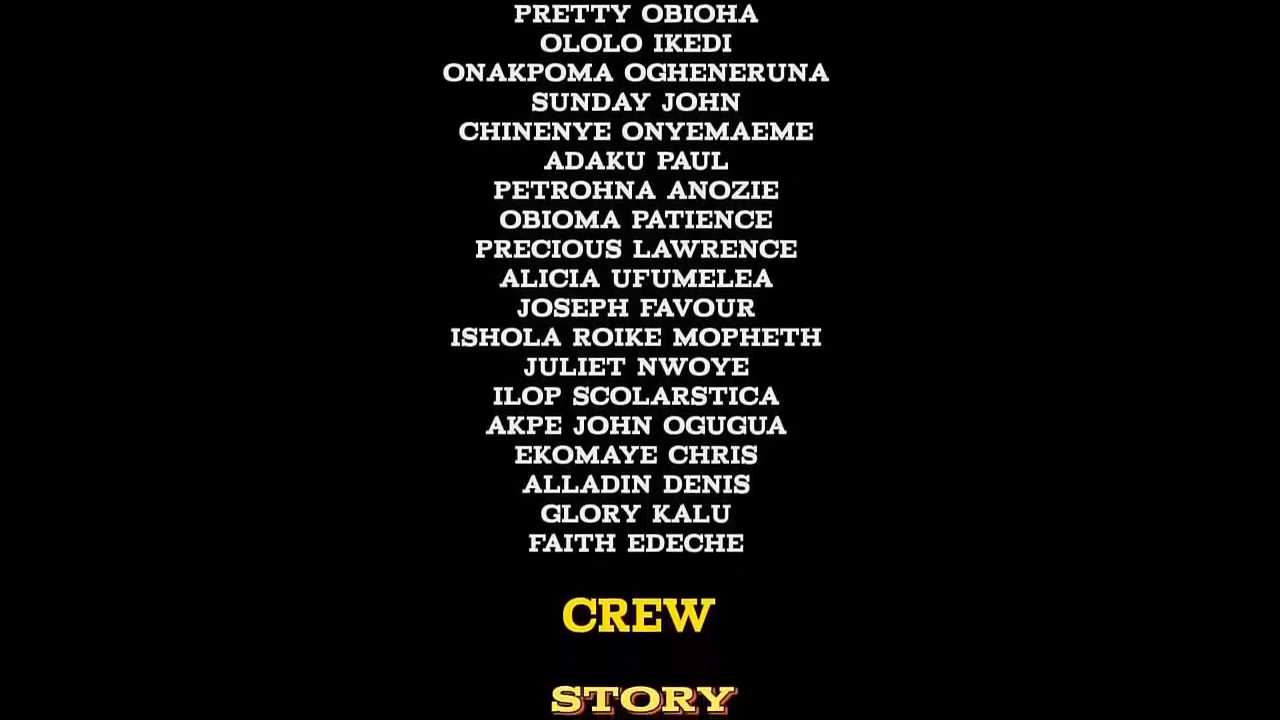 PRETTY OBIOHA
OLOLO IKEDI
ONAKPOMA OGHENERUNA
SUNDAY JOHN
CHINENYE ONYEMAEME
ADAKU PAUL
PETROHNA ANOZIE
OBIOMA PATIENCE
PRECIOUS LAWRENCE
ALICIA UFUMELEA
JOSEPH FAVOUR
ISHOLA ROIKE MOPHETH
JULIET NWOYE
ILOP SCOLARSTICA
AKPE JOHN OGUGUA
EKOMAYE CHRIS
ALLADIN DENIS
GLORY KALU
FAITH EDECHE
CREW
STORY